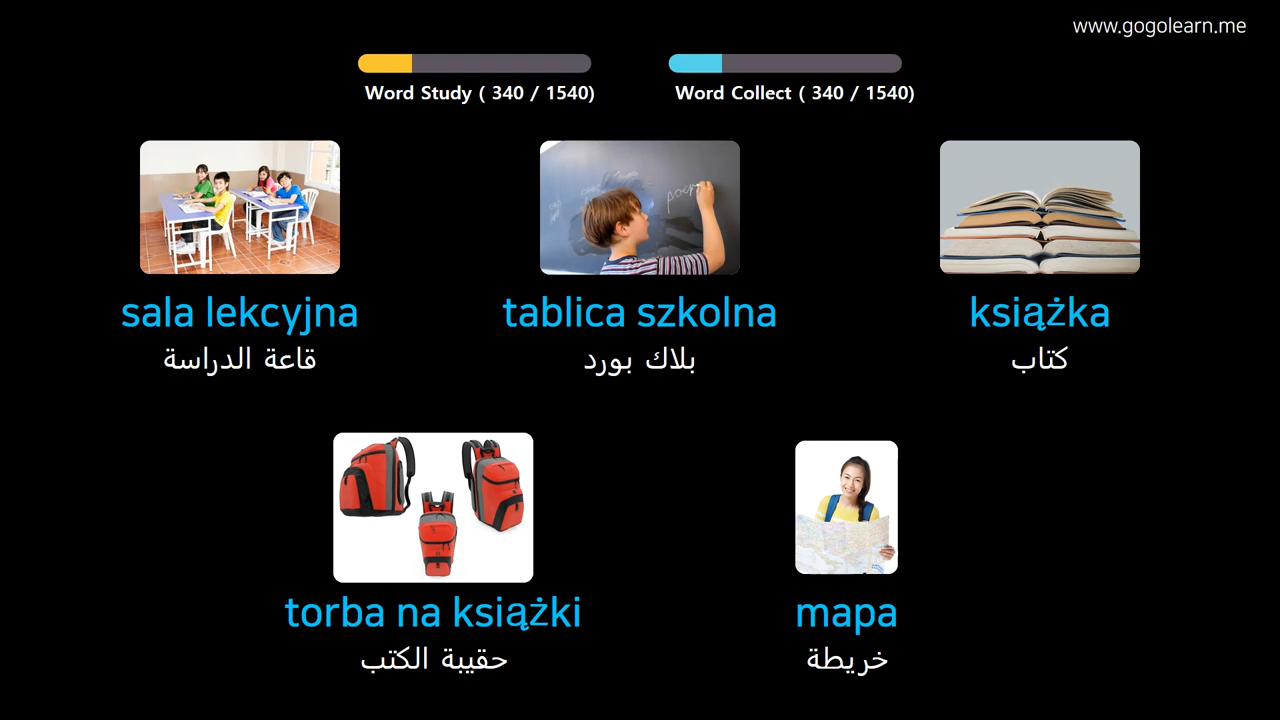 www.gogolearn.me
Word Study ( 340 / 1540)
Word Collect ( 340 / 1540)
sala lekcyjna
قاعة الدراسة
tablica szkolna
بلاك بورد
książka
كتاب
torba na książki
حقيبة الكتب
mapa
خريطة